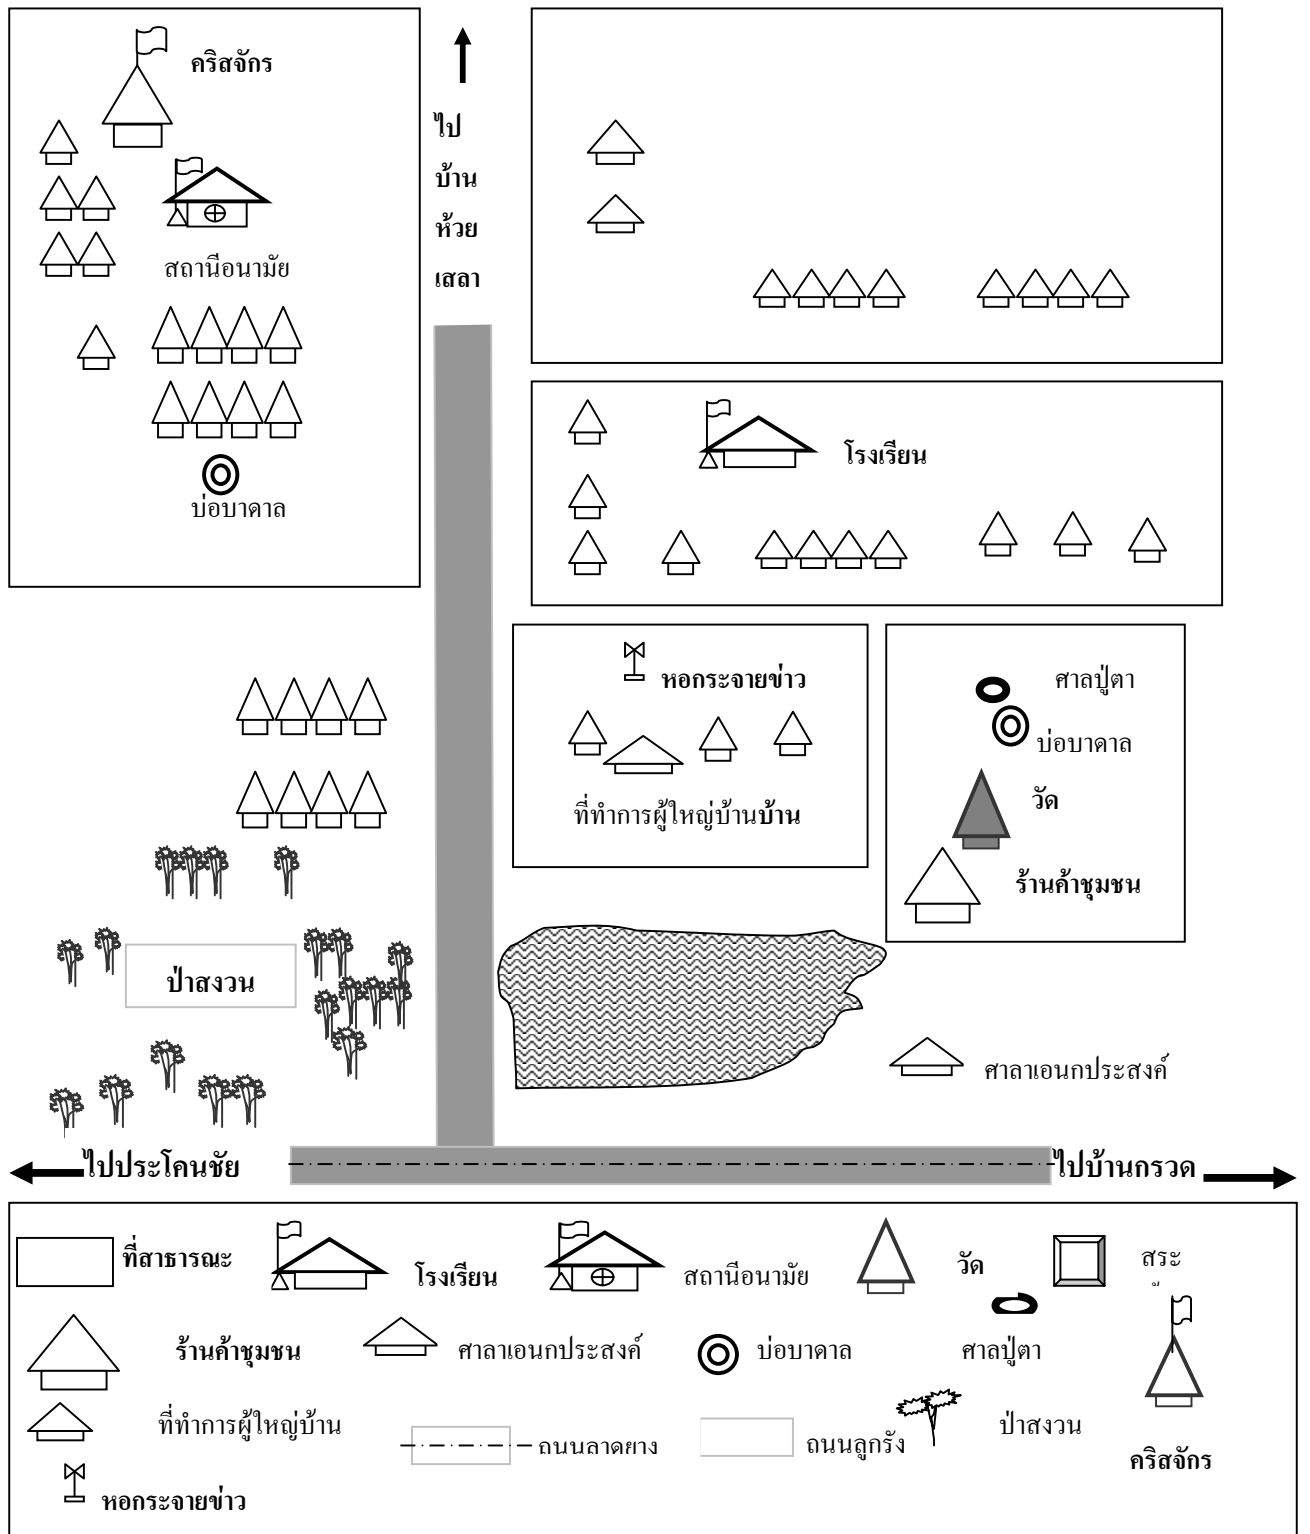 คริสจักร
สถานีอนามัย
บ่อบาดาล
ไป
บ้าน
ห้วย
เสลา
โรงเรียน
หอกระจายข่าว
ที่ทำการผู้ใหญ่บ้านบ้าน
ศาลปู่ตา
บ่อบาดาล
วัด
ร้านค้าชุมชน
ป่าสงวน
ศาลาเอนกประสงค์
ไปประโคนชัย
ไปบ้านกรวด
ที่สาธารณะ
โรงเรียน
สถานีอนามัย
วัด
สระ
ร้านค้าชุมชน
ศาลาเอนกประสงค์
บ่อบาดาล
ศาลปู่ตา
ที่ทำการผู้ใหญ่บ้าน
ถนนลาดยาง
ถนนลูกรัง
ป่าสงวน
คริสจักร
หอกระจายข่าว